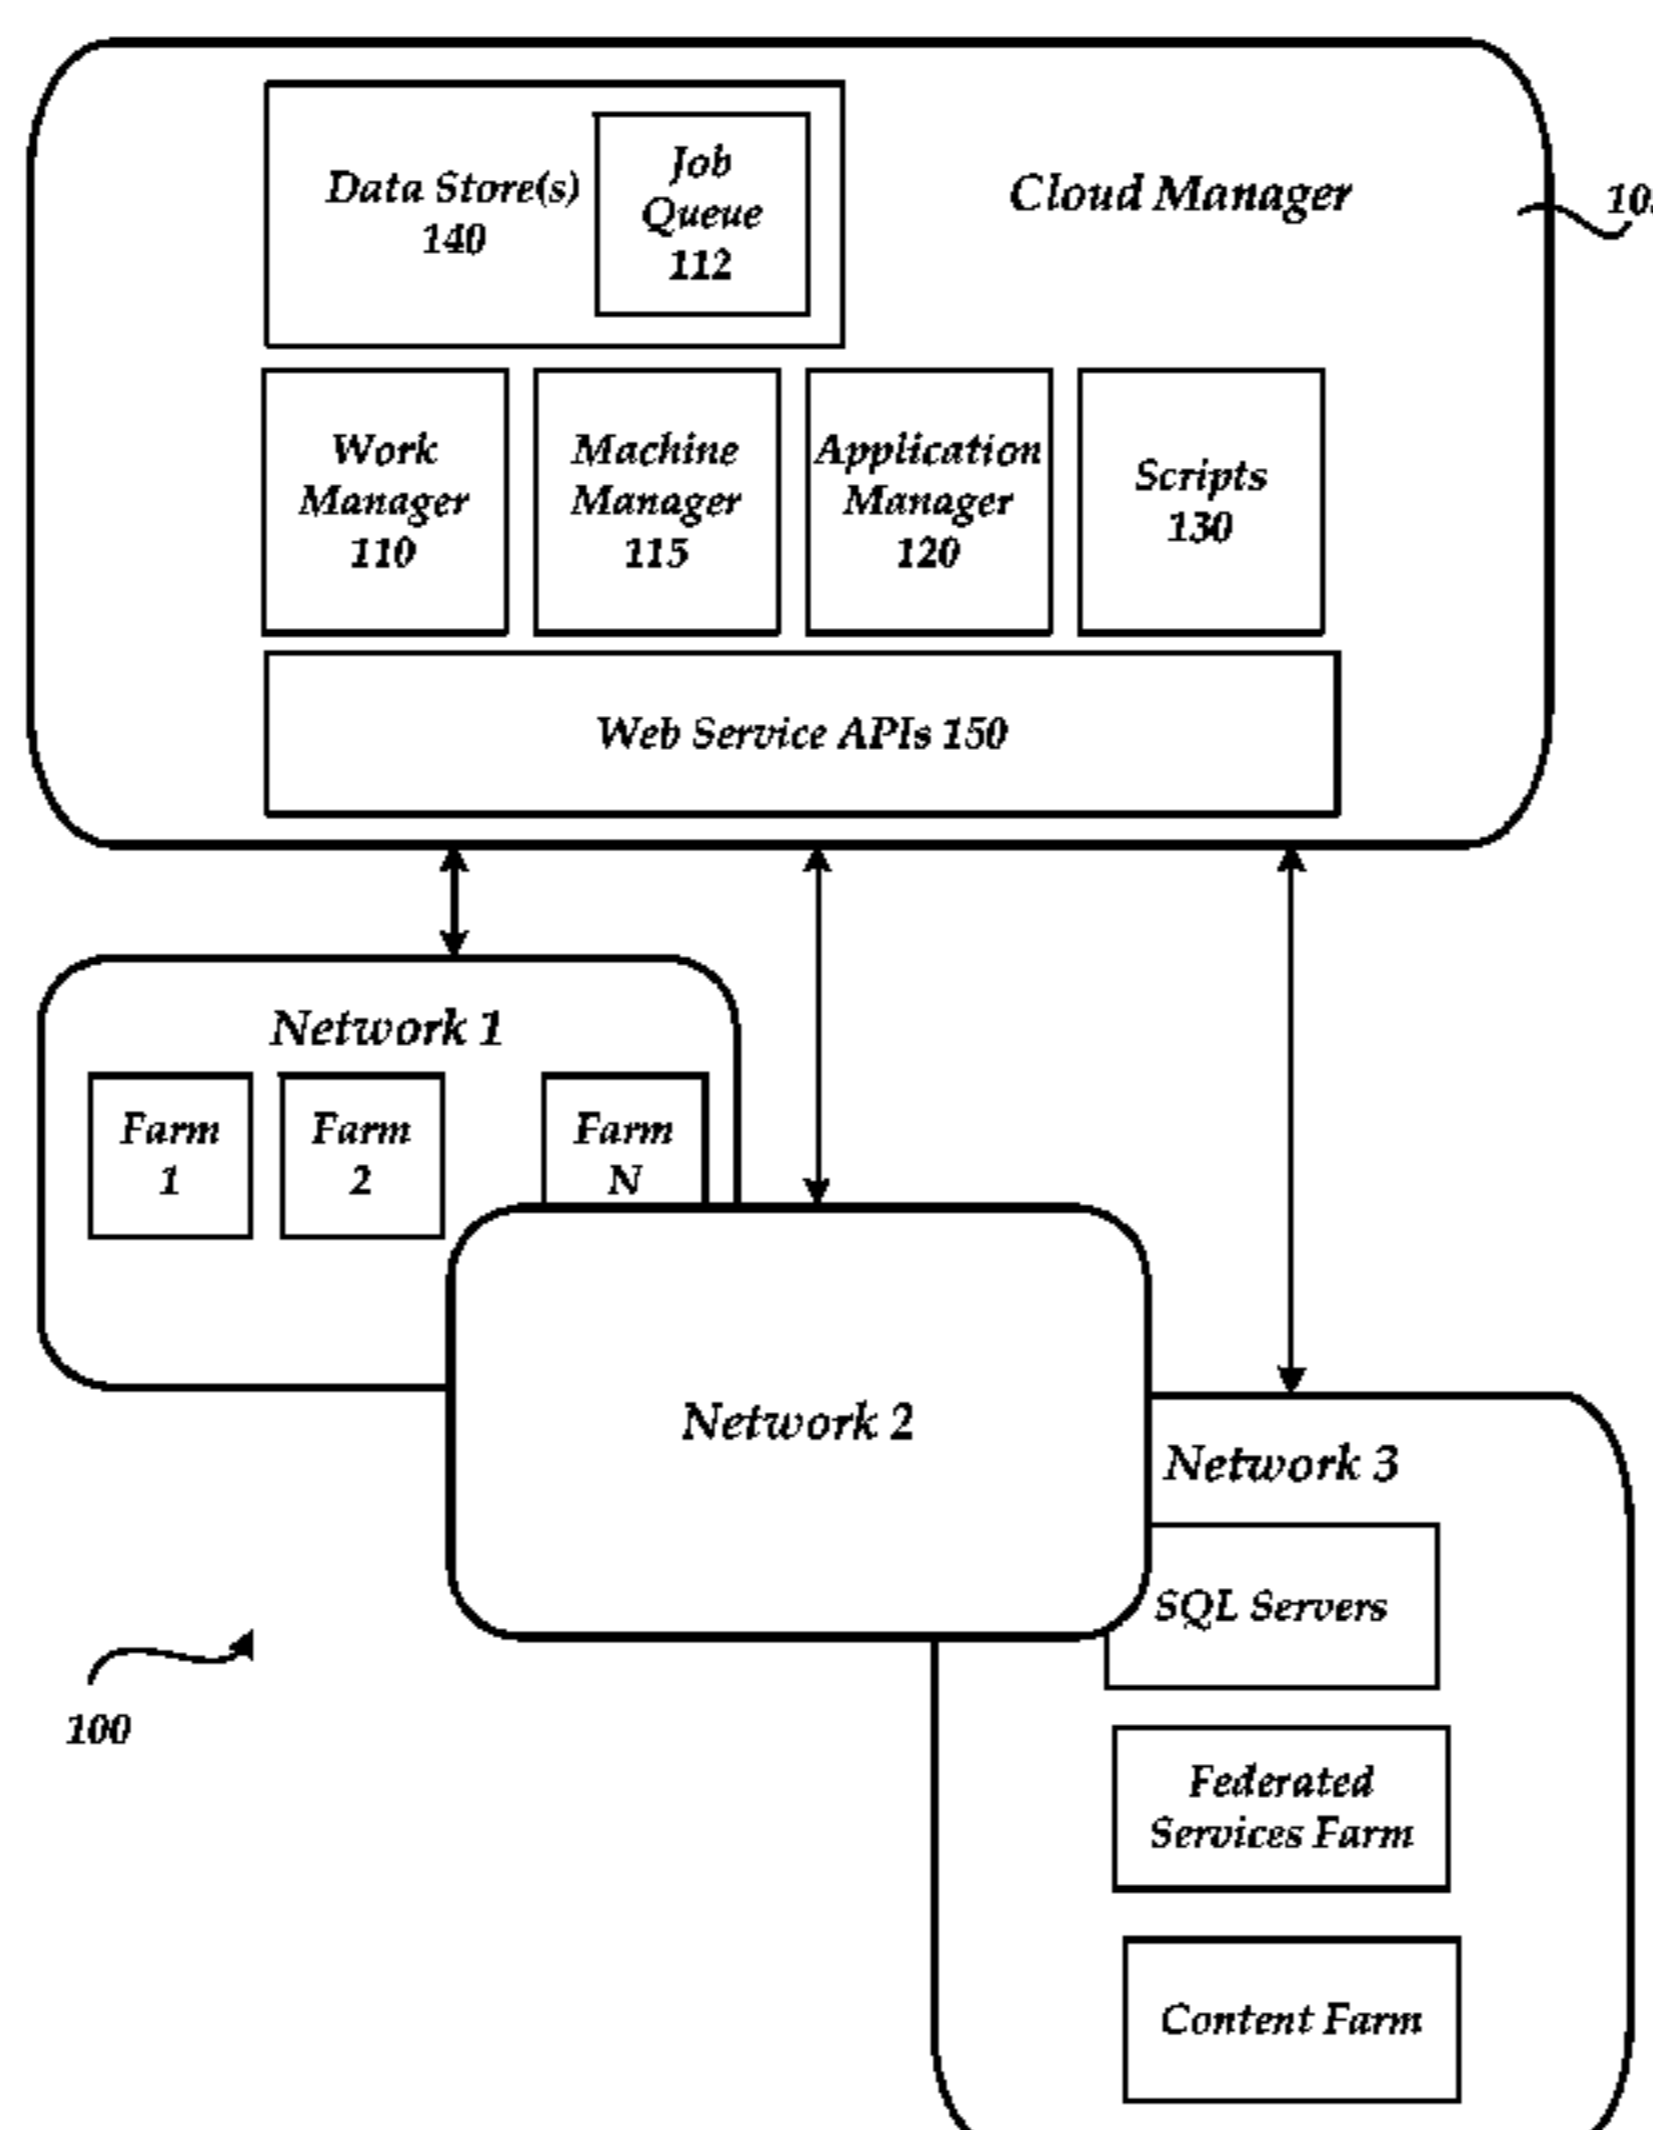 Data Store(s)
140
Job
Queue
112
Cloud Manager
Work
Manager
110
Machine
Manager
115
Application
Manager
120
Scripts
130
Web Service APIs 150
Network 1
Farm
1
Farm
2
Farm
N
Network 2
Network 3
SQL Servers
Federated
Services Farm
Content Farm
100